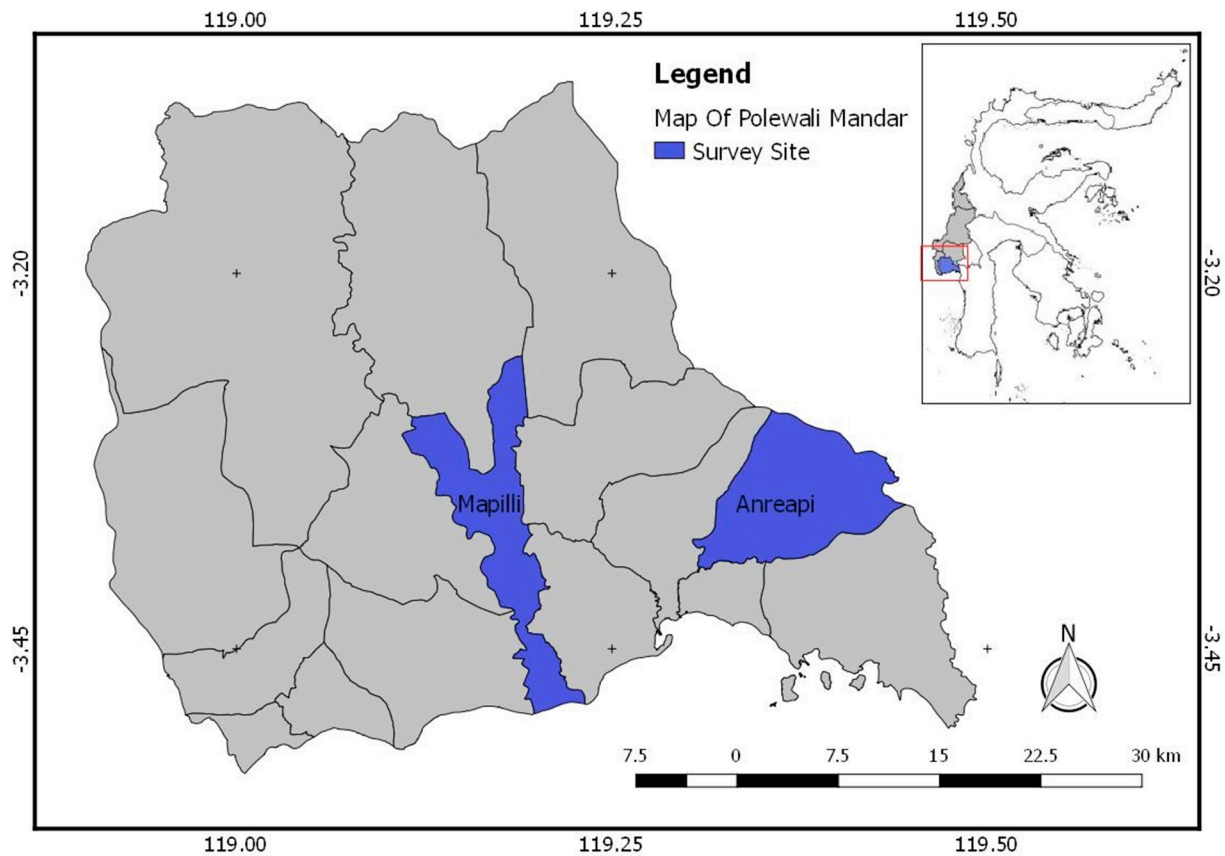 119.00 119.25 119.50
Legend
Map Of Polewali Mandar
Survey Site
-3.20 -3.20
Mapilli Anreapi
N
-3.45 -3.45
7.5 0 7.5 15 22.5 30 km
119.00 119.25 119.50